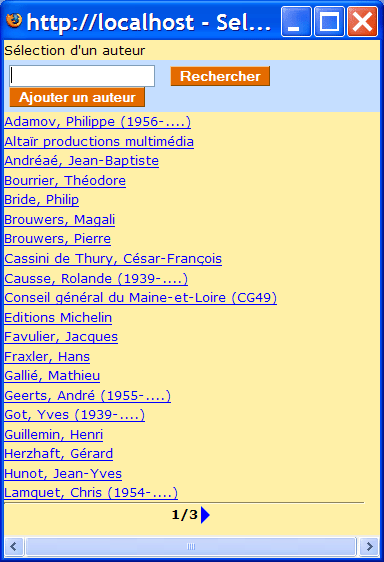 http://localhost - Sel...
Sélection d'un auteur
Rechercher
Ajouter un auteur
Adamov, Philippe (1956-....)
Altaïr productions multimédia
Andréaé, Jean-Baptiste
Bourrier, Théodore
Bride, Philip
Brouwers, Magali
Brouwers, Pierre
Cassini de Thury, César-François
Causse, Rolande (1939-....)
Conseil général du Maine-et-Loire (CG49)
Editions Michelin
Favulier, Jacques
Fraxler, Hans
Gallié, Mathieu
Geerts, André (1955-....)
Got, Yves (1939-....)
Guillemin, Henri
Herzhaft, Gérard
Hunot, Jean-Yves
Lamquet, Chris (1954-....)
1/3